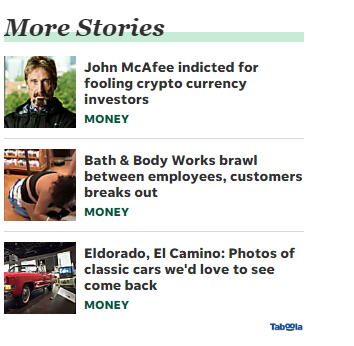 More Stories
John McAfee indicted for
fooling crypto currency
investors
MONEY
Bath & Body Works brawl
between employees, customers
breaks out
MONEY
Eldorado, El Camino: Photos of
classic cars we'd love to see
come back
MONEY
Taboola